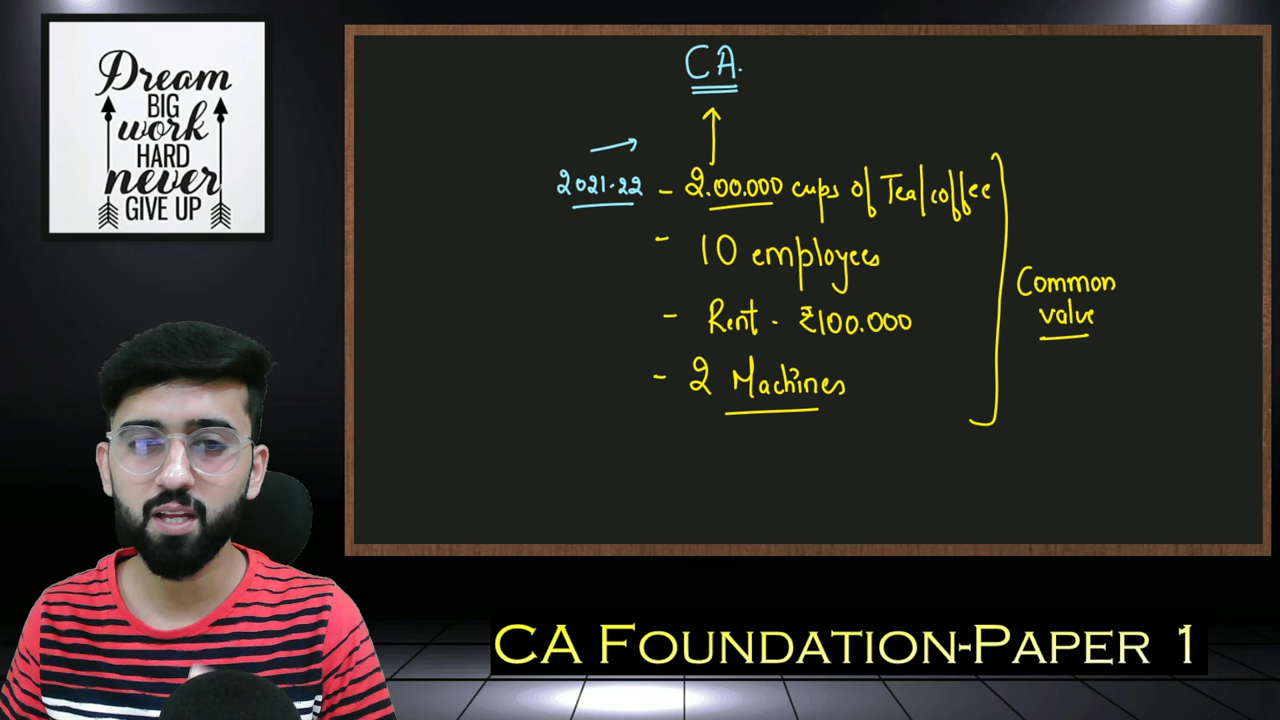 Dream
BIG
work
HARD
never
GIVE UP
CA.
2021-22 - 2,00,000 cups of Tea/coffee
- 10 employees
- Rent - ₹100,000
- 2 Machines
Common
value
CA FOUNDATION-PAPER 1